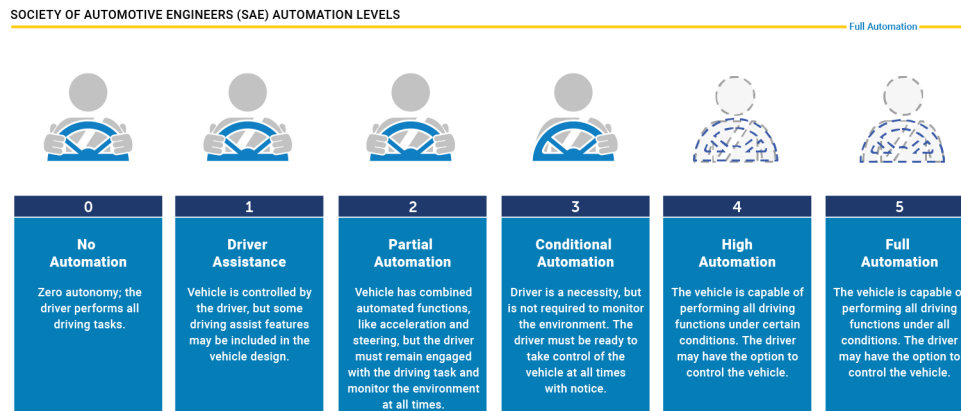 SOCIETY OF AUTOMOTIVE ENGINEERS (SAE) AUTOMATION LEVELS
Full Automation
0
No
Automation
Zero autonomy; the
driver performs all
driving tasks.
1
Driver
Assistance
Vehicle is controlled by
the driver, but some
driving assist features
may be included in the
vehicle design.
2
Partial
Automation
Vehicle has combined
automated functions,
like acceleration and
steering, but the driver
must remain engaged
with the driving task and
monitor the environment
at all times.
3
Conditional
Automation
Driver is a necessity, but
is not required to monitor
the environment. The
driver must be ready to
take control of the
vehicle at all times
with notice.
4
High
Automation
The vehicle is capable of
performing all driving
functions under certain
conditions. The driver
may have the option to
control the vehicle.
5
Full
Automation
The vehicle is capable o
performing all driving
functions under all
conditions. The driver
may have the option to
control the vehicle.